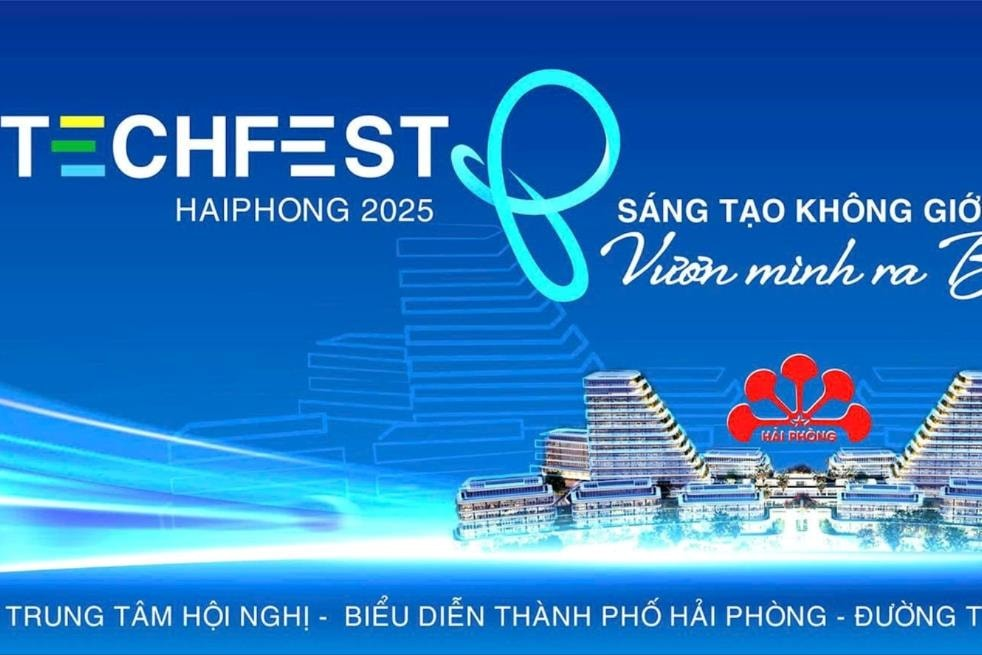 TECHFEST
HAIPHONG 2025
SÁNG TẠO KHÔNG
Vươn mình ra
HẢI PHÒNG
TRUNG TÂM HỘI NGHỊ - BIỂU DIỄN THÀNH PHỐ HẢI PHÒNG - ĐƯỜNG